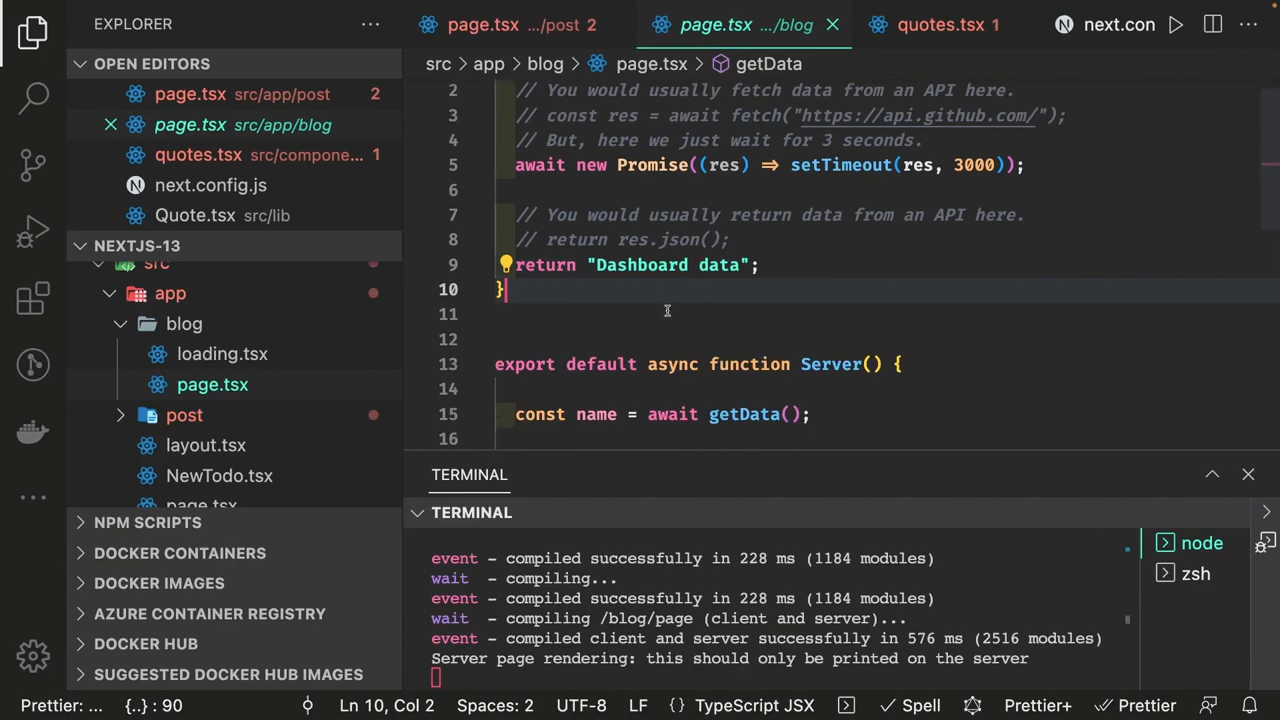 EXPLORER
OPEN EDITORS
page.tsx src/app/post 2
page.tsx src/app/blog
quotes.tsx src/compone... 1
next.config.js
Quote.tsx src/lib
NEXTJS-13
src
app
blog
loading.tsx
page.tsx
post
layout.tsx
NewTodo.tsx
page.tsx
NPM SCRIPTS
DOCKER CONTAINERS
DOCKER IMAGES
AZURE CONTAINER REGISTRY
DOCKER HUB
SUGGESTED DOCKER HUB IMAGES
page.tsx .../post 2
page.tsx .../blog
quotes.tsx 1
next.con
src > app > blog > page.tsx > getData
2 // You would usually fetch data from an API here.
3 // const res = await fetch("https://api.github.com/");
4 // But, here we just wait for 3 seconds.
5 await new Promise((res) => setTimeout(res, 3000));
6
7 // You would usually return data from an API here.
8 // return res.json();
9 return "Dashboard data";
10 }
11
12
13 export default async function Server() {
14
15 const name = await getData();
16
TERMINAL
TERMINAL
event - compiled successfully in 228 ms (1184 modules)
wait - compiling...
event - compiled successfully in 228 ms (1184 modules)
wait - compiling /blog/page (client and server)...
event - compiled client and server successfully in 576 ms (2516 modules)
Server page rendering: this should only be printed on the server
node
zsh
Prettier: ... {..} : 90 Ln 10, Col 2 Spaces: 2 UTF-8 LF {} TypeScript JSX Spell Prettier+ Prettier